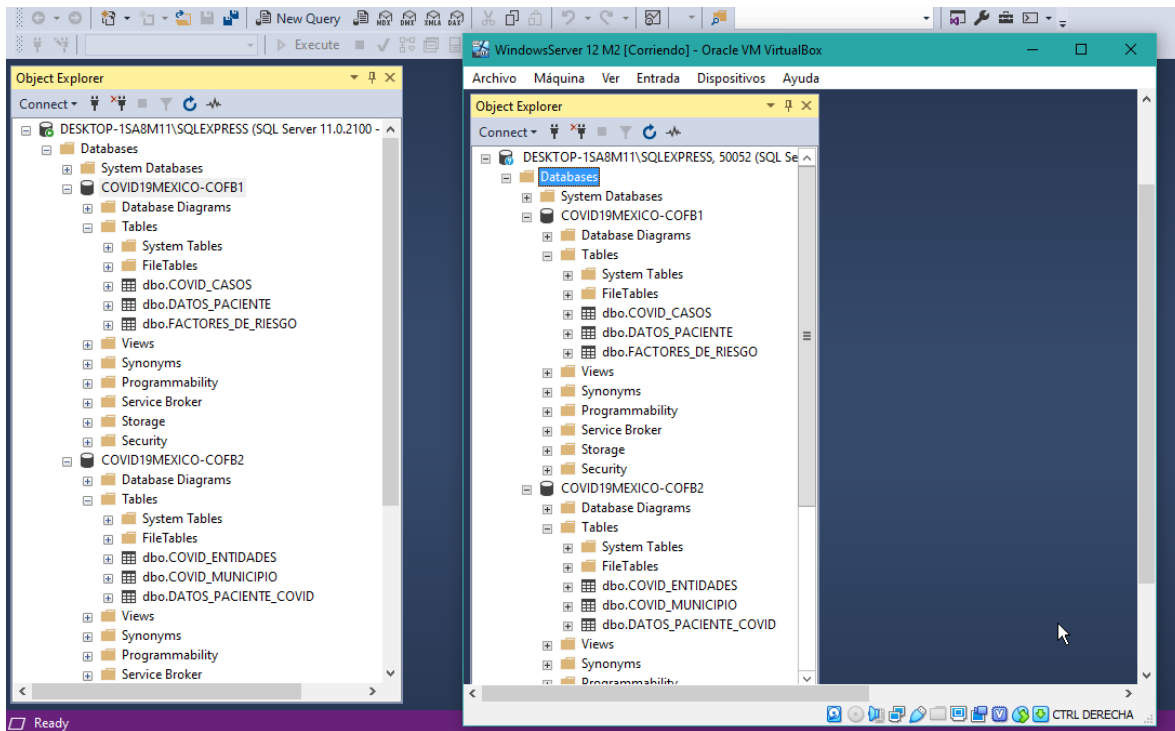 New Query
MDX DMX XMLA DAX
Execute
Object Explorer
Connect
DESKTOP-1SA8M11\SQLEXPRESS (SQL Server 11.0.2100 -
Databases
System Databases
COVID19MEXICO-COFB1
Database Diagrams
Tables
System Tables
FileTables
dbo.COVID_CASOS
dbo.DATOS_PACIENTE
dbo.FACTORES_DE_RIESGO
Views
Synonyms
Programmability
Service Broker
Storage
Security
COVID19MEXICO-COFB2
Database Diagrams
Tables
System Tables
FileTables
dbo.COVID_ENTIDADES
dbo.COVID_MUNICIPIO
dbo.DATOS_PACIENTE_COVID
Views
Synonyms
Programmability
Service Broker
Ready
WindowsServer 12 M2 [Corriendo] - Oracle VM VirtualBox
Archivo Máquina Ver Entrada Dispositivos Ayuda
Object Explorer
Connect
DESKTOP-1SA8M11\SQLEXPRESS, 50052 (SQL Se
Databases
System Databases
COVID19MEXICO-COFB1
Database Diagrams
Tables
System Tables
FileTables
dbo.COVID_CASOS
dbo.DATOS_PACIENTE
dbo.FACTORES_DE_RIESGO
Views
Synonyms
Programmability
Service Broker
Storage
Security
COVID19MEXICO-COFB2
Database Diagrams
Tables
System Tables
FileTables
dbo.COVID_ENTIDADES
dbo.COVID_MUNICIPIO
dbo.DATOS_PACIENTE_COVID
Views
Synonyms
Programmability
CTRL DERECHA